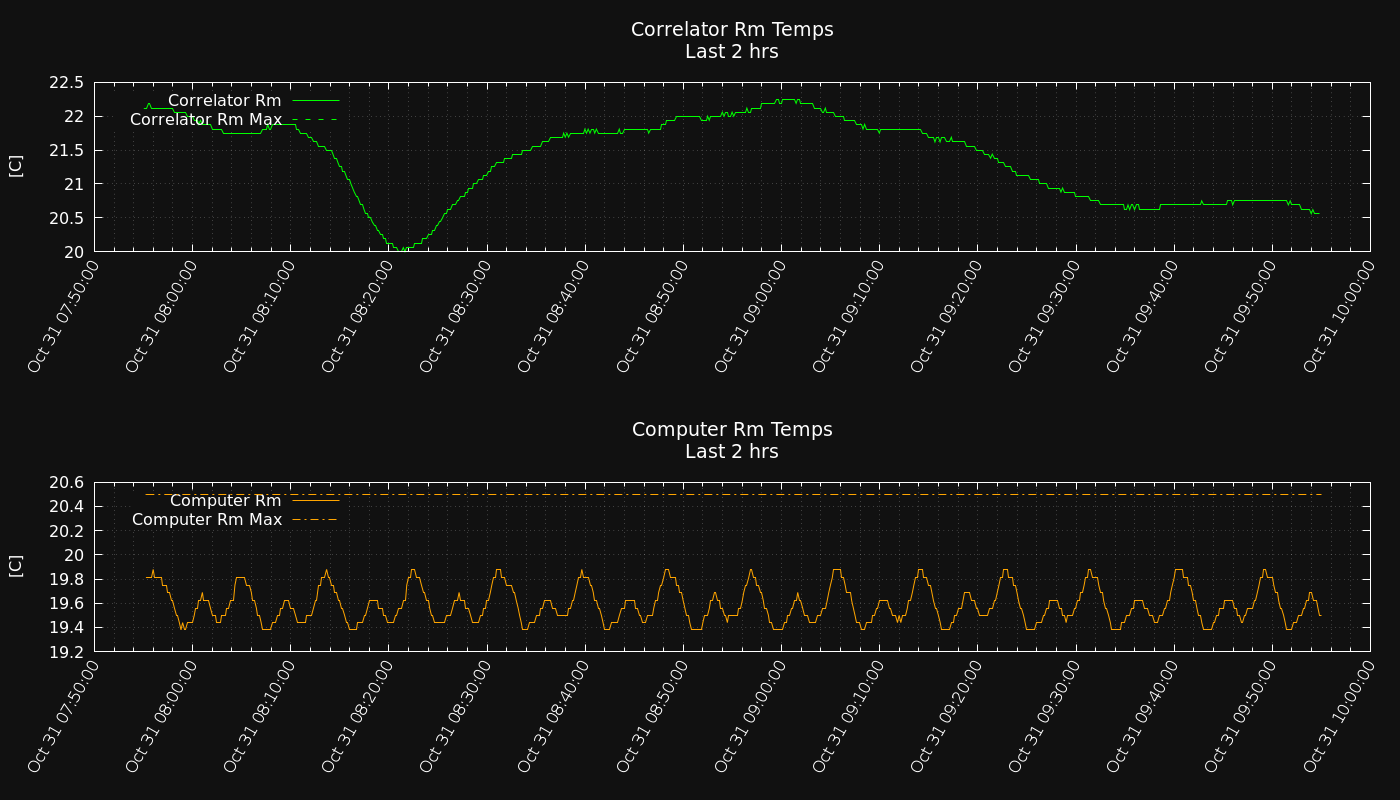 Correlator Rm Temps
Last 2 hrs
22.5
22
21.5
21
20.5
20
[C]
Correlator Rm
Correlator Rm Max
Oct 31 07:50:00
Oct 31 08:00:00
Oct 31 08:10:00
Oct 31 08:20:00
Oct 31 08:30:00
Oct 31 08:40:00
Oct 31 08:50:00
Oct 31 09:00:00
Oct 31 09:10:00
Oct 31 09:20:00
Oct 31 09:30:00
Oct 31 09:40:00
Oct 31 09:50:00
Oct 31 10:00:00
Computer Rm Temps
Last 2 hrs
20.6
20.4
20.2
20
19.8
19.6
19.4
19.2
[C]
Computer Rm
Computer Rm Max
Oct 31 07:50:00
Oct 31 08:00:00
Oct 31 08:10:00
Oct 31 08:20:00
Oct 31 08:30:00
Oct 31 08:40:00
Oct 31 08:50:00
Oct 31 09:00:00
Oct 31 09:10:00
Oct 31 09:20:00
Oct 31 09:30:00
Oct 31 09:40:00
Oct 31 09:50:00
Oct 31 10:00:00